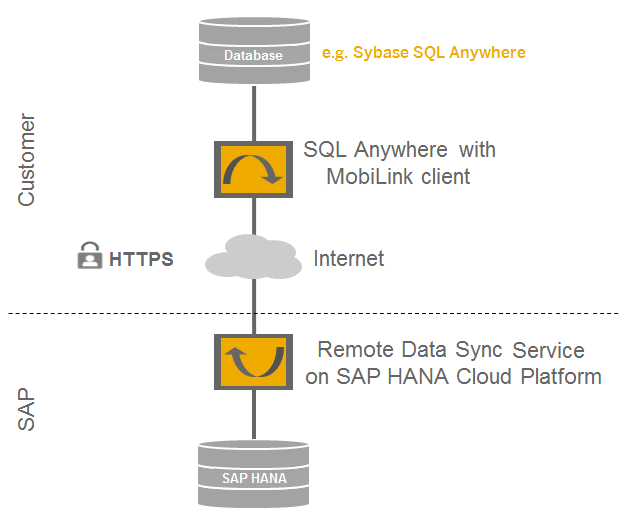 Database
e.g. Sybase SQL Anywhere
Customer
SQL Anywhere with
MobiLink client
HTTPS
Internet
SAP
Remote Data Sync Service
on SAP HANA Cloud Platform
SAP HANA